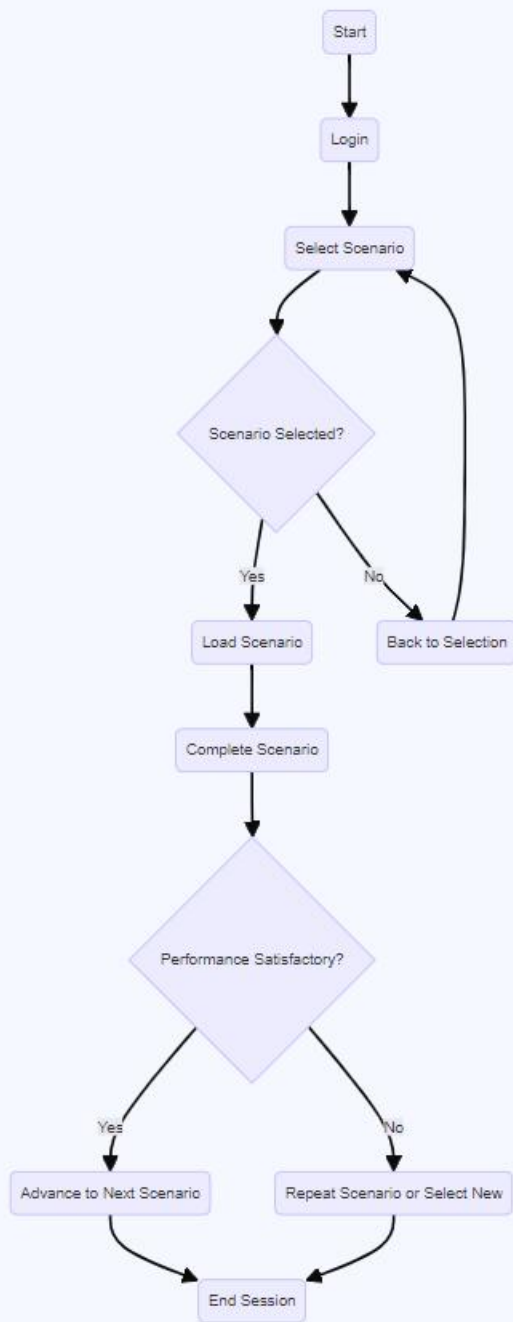 Start
Login
Select Scenario
Scenario Selected?
Yes
No
Load Scenario
Back to Selection
Complete Scenario
Performance Satisfactory?
Yes
No
Advance to Next Scenario
Repeat Scenario or Select New
End Session